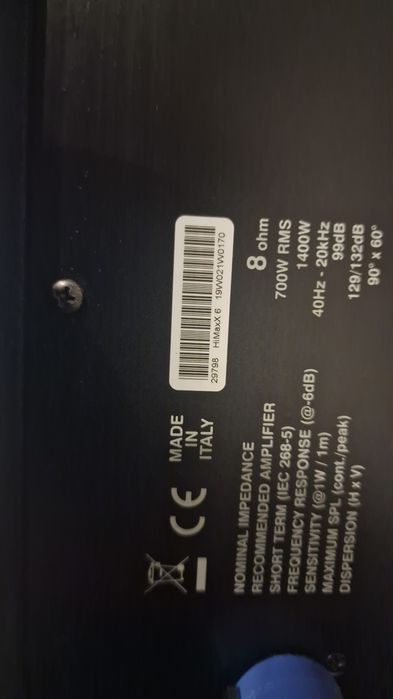 29798 HiMaxX 6 19W021W0170
CE
MADE
IN
ITALY
NOMINAL IMPEDANCE 8 ohm
RECOMMENDED AMPLIFIER 700W RMS
SHORT TERM (IEC 268-5) 1400W
FREQUENCY RESPONSE (@-6dB) 40Hz - 20kHz
SENSITIVITY (@1W / 1m) 99dB
MAXIMUM SPL (cont./peak) 129/132dB
DISPERSION (H x V) 90° x 60°